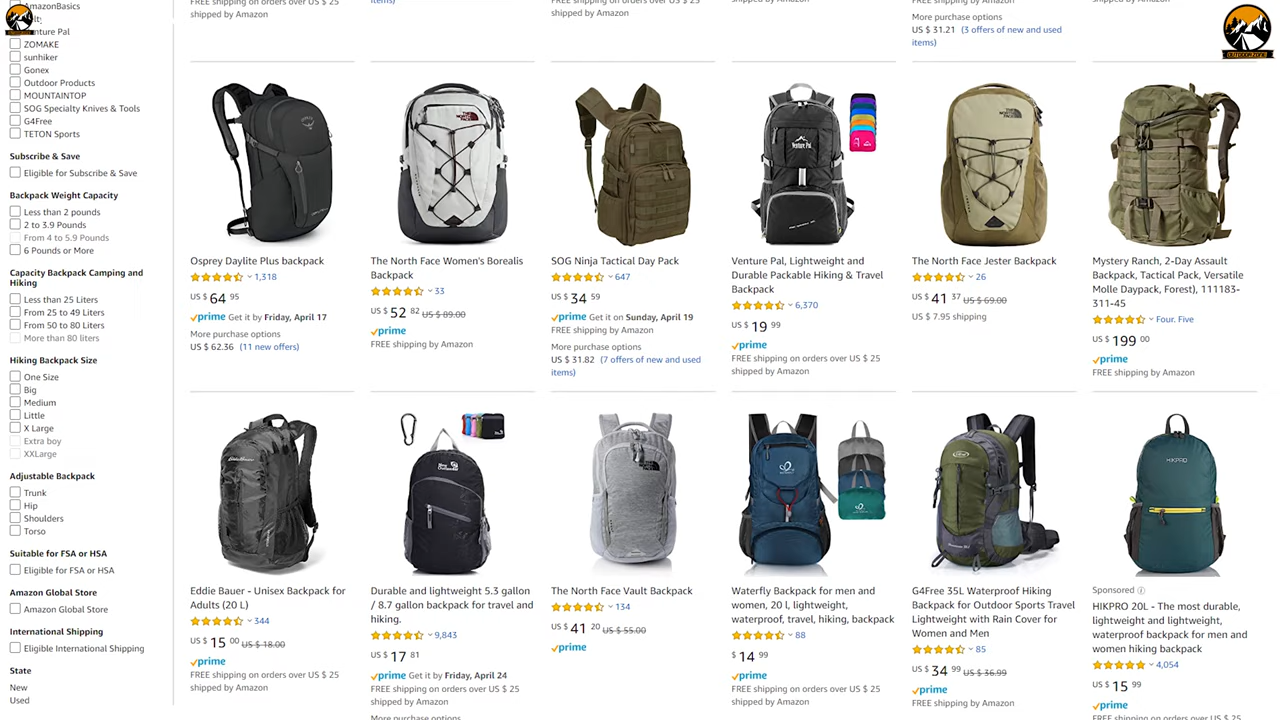 FREE shipping on orders over US $ 25
shipped by Amazon
items)
shipped by Amazon
More purchase options
US $ 31.21 (3 offers of new and used
items)
AmazonBasics
Venture Pal
ZOMAKE
sunhiker
Gonex
Outdoor Products
MOUNTAINTOP
SOG Specialty Knives & Tools
G4Free
TETON Sports
Subscribe & Save
Eligible for Subscribe & Save
Backpack Weight Capacity
Less than 2 pounds
2 to 3.9 Pounds
From 4 to 5.9 Pounds
6 Pounds or More
Capacity Backpack Camping and
Hiking
Less than 25 Liters
From 25 to 49 Liters
From 50 to 80 Liters
More than 80 liters
Hiking Backpack Size
One Size
Big
Medium
Little
X Large
Extra boy
XXLarge
Adjustable Backpack
Trunk
Hip
Shoulders
Torso
Suitable for FSA or HSA
Eligible for FSA or HSA
Amazon Global Store
Amazon Global Store
International Shipping
Eligible International Shipping
State
New
Used
Osprey Daylite Plus backpack
1,318
US $ 64 95
prime Get it by Friday, April 17
More purchase options
US $ 62.36 (11 new offers)
The North Face Women's Borealis
Backpack
33
US $ 52 82 US $ 89.00
prime
FREE shipping by Amazon
SOG Ninja Tactical Day Pack
647
US $ 34 59
prime Get it on Sunday, April 19
FREE shipping by Amazon
More purchase options
US $ 31.82 (7 offers of new and used
items)
Venture Pal
Venture Pal, Lightweight and
Durable Packable Hiking & Travel
Backpack
6,370
US $ 19 99
prime
FREE shipping on orders over US $ 25
shipped by Amazon
The North Face Jester Backpack
26
US $ 41 37 US $ 69.00
US $ 7.95 shipping
Mystery Ranch, 2-Day Assault
Backpack, Tactical Pack, Versatile
Molle Daypack, Forest), 111183-
311-45
Four. Five
US $ 199 00
prime
FREE shipping by Amazon
Eddie Bauer
Eddie Bauer - Unisex Backpack for
Adults (20 L)
344
US $ 15 00 US $ 18.00
prime
FREE shipping on orders over US $ 25
shipped by Amazon
Durable and lightweight 5.3 gallon
/ 8.7 gallon backpack for travel and
hiking.
9,843
US $ 17 81
prime Get it by Friday, April 24
FREE shipping on orders over US $ 25
shipped by Amazon
More purchase options
The North Face Vault Backpack
134
US $ 41 20 US $ 55.00
prime
Waterfly Backpack for men and
women, 20 l, lightweight,
waterproof, travel, hiking, backpack
88
$ 14 99
prime
FREE shipping on orders over US $ 25
shipped by Amazon
G4Free 35L Waterproof Hiking
Backpack for Outdoor Sports Travel
Lightweight with Rain Cover for
Women and Men
85
US $ 34 99 US $ 36.99
prime
FREE shipping by Amazon
HIKPRO
Sponsored
HIKPRO 20L - The most durable,
lightweight and lightweight,
waterproof backpack for men and
women hiking backpack
4,054
US $ 15 99
prime
FREE shipping on orders over US $ 25